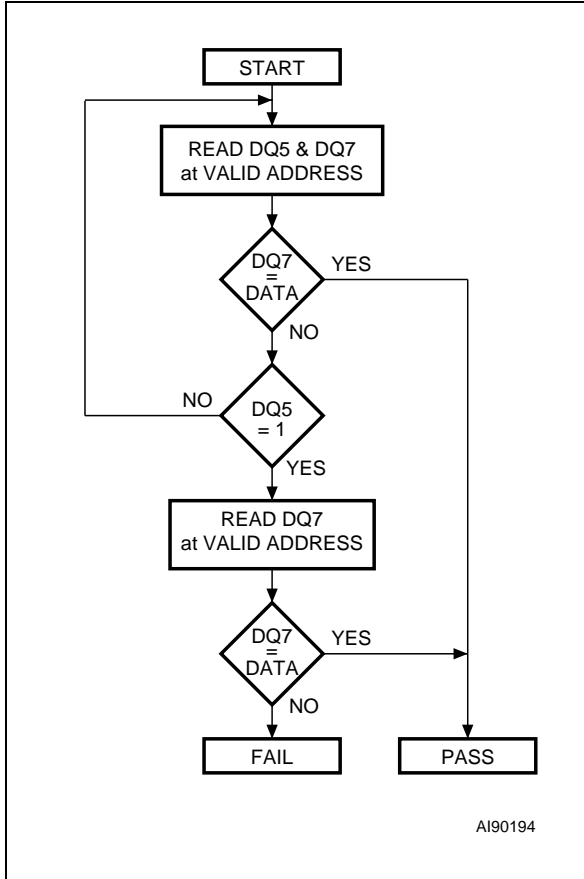 START
READ DQ5 & DQ7
at VALID ADDRESS
DQ7
=
DATA
YES
NO
DQ5
= 1
NO
YES
READ DQ7
at VALID ADDRESS
DQ7
=
DATA
YES
NO
FAIL
PASS
AI90194